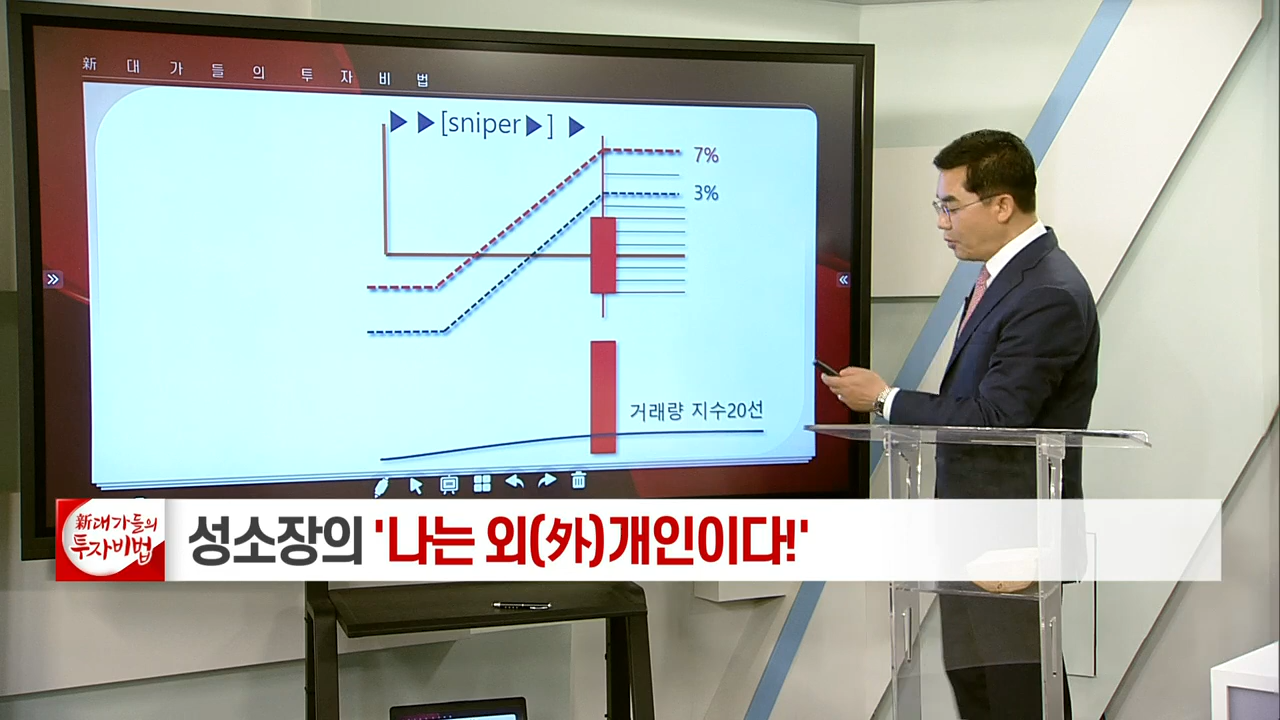 新 대 가 들 의 투 자 비 법
▶▶[sniper▶] ▶
7%
3%
거래량 지수20선
新대가들의
투자비법
성소장의 '나는 외(外)개인이다!'